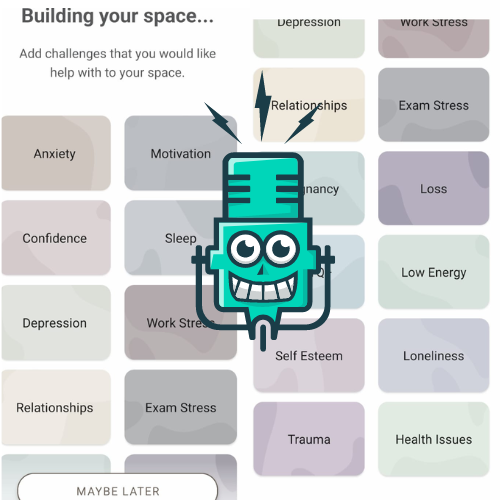 Building your space...
Add challenges that you would like
help with to your space.
Anxiety
Motivation
Confidence
Sleep
Depression
Work Stress
Relationships
Exam Stress
MAYBE LATER
Depression
Work Stress
Relationships
Exam Stress
Loss
Low Energy
Self Esteem
Loneliness
Trauma
Health Issues